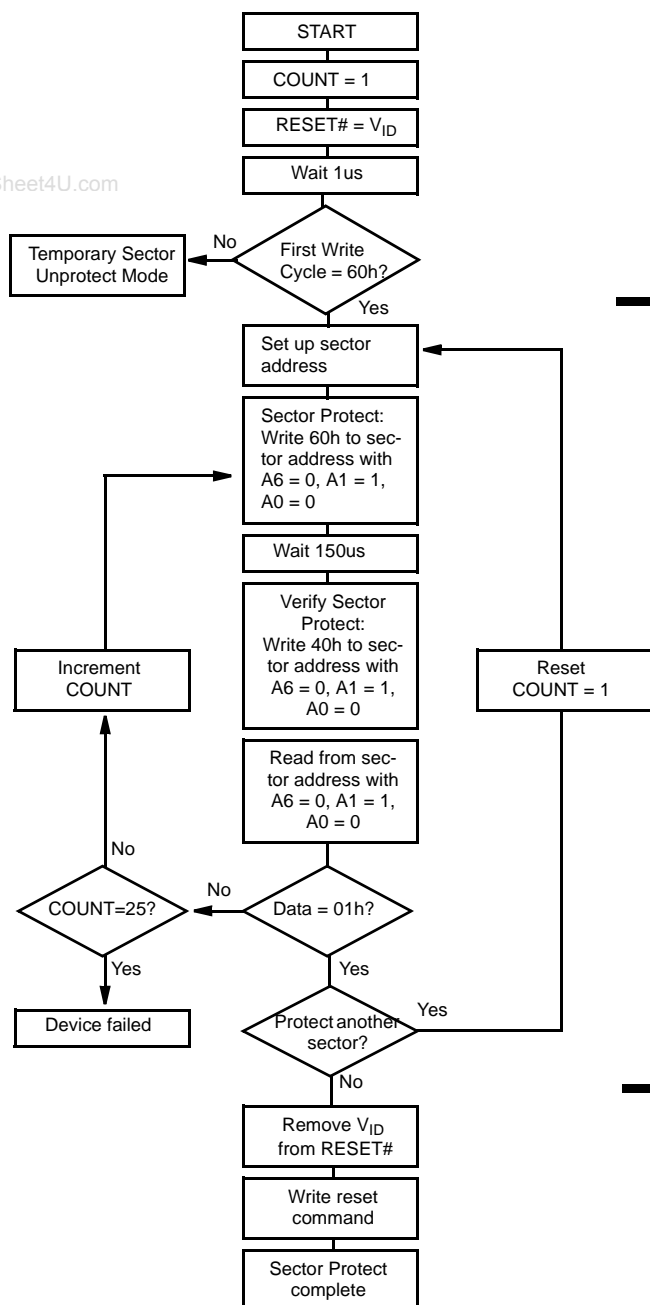 START
COUNT = 1
RESET# = VID
Sheet4U.com
Wait 1us
No
First Write
Cycle = 60h?
Temporary Sector
Unprotect Mode
Yes
Set up sector
address
Sector Protect:
Write 60h to sec-
tor address with
A6 = 0, A1 = 1,
A0 = 0
Wait 150us
Verify Sector
Protect:
Write 40h to sec-
tor address with
A6 = 0, A1 = 1,
A0 = 0
Increment
COUNT
Reset
COUNT = 1
Read from sec-
tor address with
A6 = 0, A1 = 1,
A0 = 0
No
COUNT=25?
No
Data = 01h?
Yes
Yes
Device failed
Protect another
sector?
Yes
No
Remove VID
from RESET#
Write reset
command
Sector Protect
complete